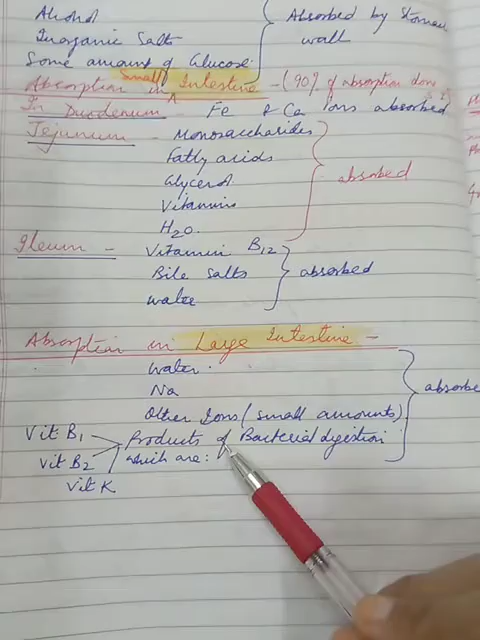 Alcohol
Inorganic Salts
Some amount of Glucose.
Absorbed by Stomach
wall
Absorption in Small Intestine - (90% of absorption done
In Duodenum - Fe & Ca ions absorbed
Jejunum - Monosaccharides
Fatty acids
Glycerol
Vitamins
H2O.
absorbed
Ileum - Vitamin B12
Bile Salts
water
absorbed
Absorption in Large Intestine -
water.
Na
Other Ions (small amounts)
Vit B1
Products of Bacterial digestion
Vit B2
which are:
Vit K
absorbe